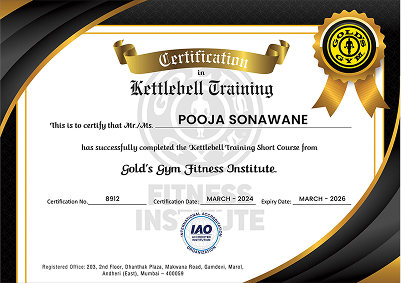 GOLD'S GYM
Certification
in
Kettlebell Training
This is to certify that Mr./Ms. POOJA SONAWANE
has successfully completed the Kettlebell Training Short Course from
Gold's Gym Fitness Institute.
FITNESS
INSTITUTE
Certification No. 8912 Certification Date: MARCH - 2024 Expiry Date: MARCH - 2026
INTERNATIONAL ACCREDITATION ORGANIZATION
IAO
ACCREDITED
INSTITUTION
Registered Office: 203, 2nd Floor, Dhanthak Plaza, Makwana Road, Gamdevi, Marol,
Andheri (East), Mumbai – 400059